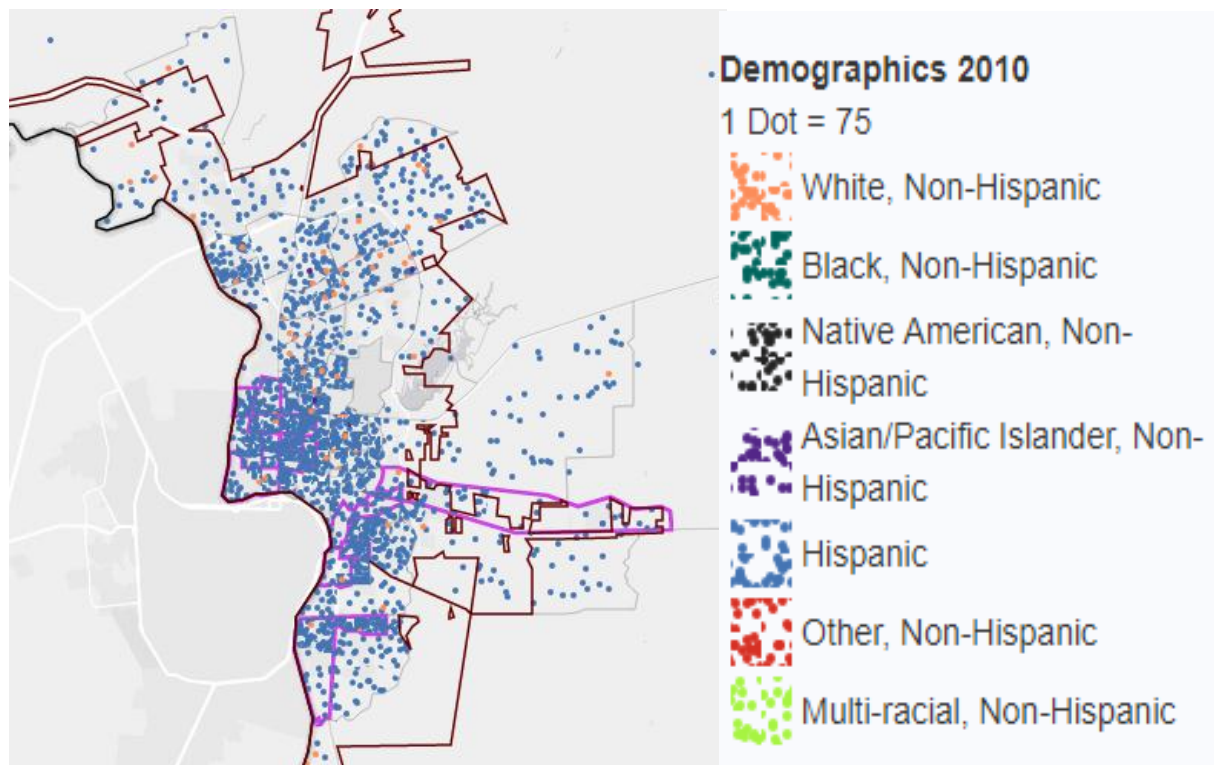 Demographics 2010
1 Dot = 75
White, Non-Hispanic
Black, Non-Hispanic
Native American, Non-
Hispanic
Asian/Pacific Islander, Non-
Hispanic
Hispanic
Other, Non-Hispanic
Multi-racial, Non-Hispanic